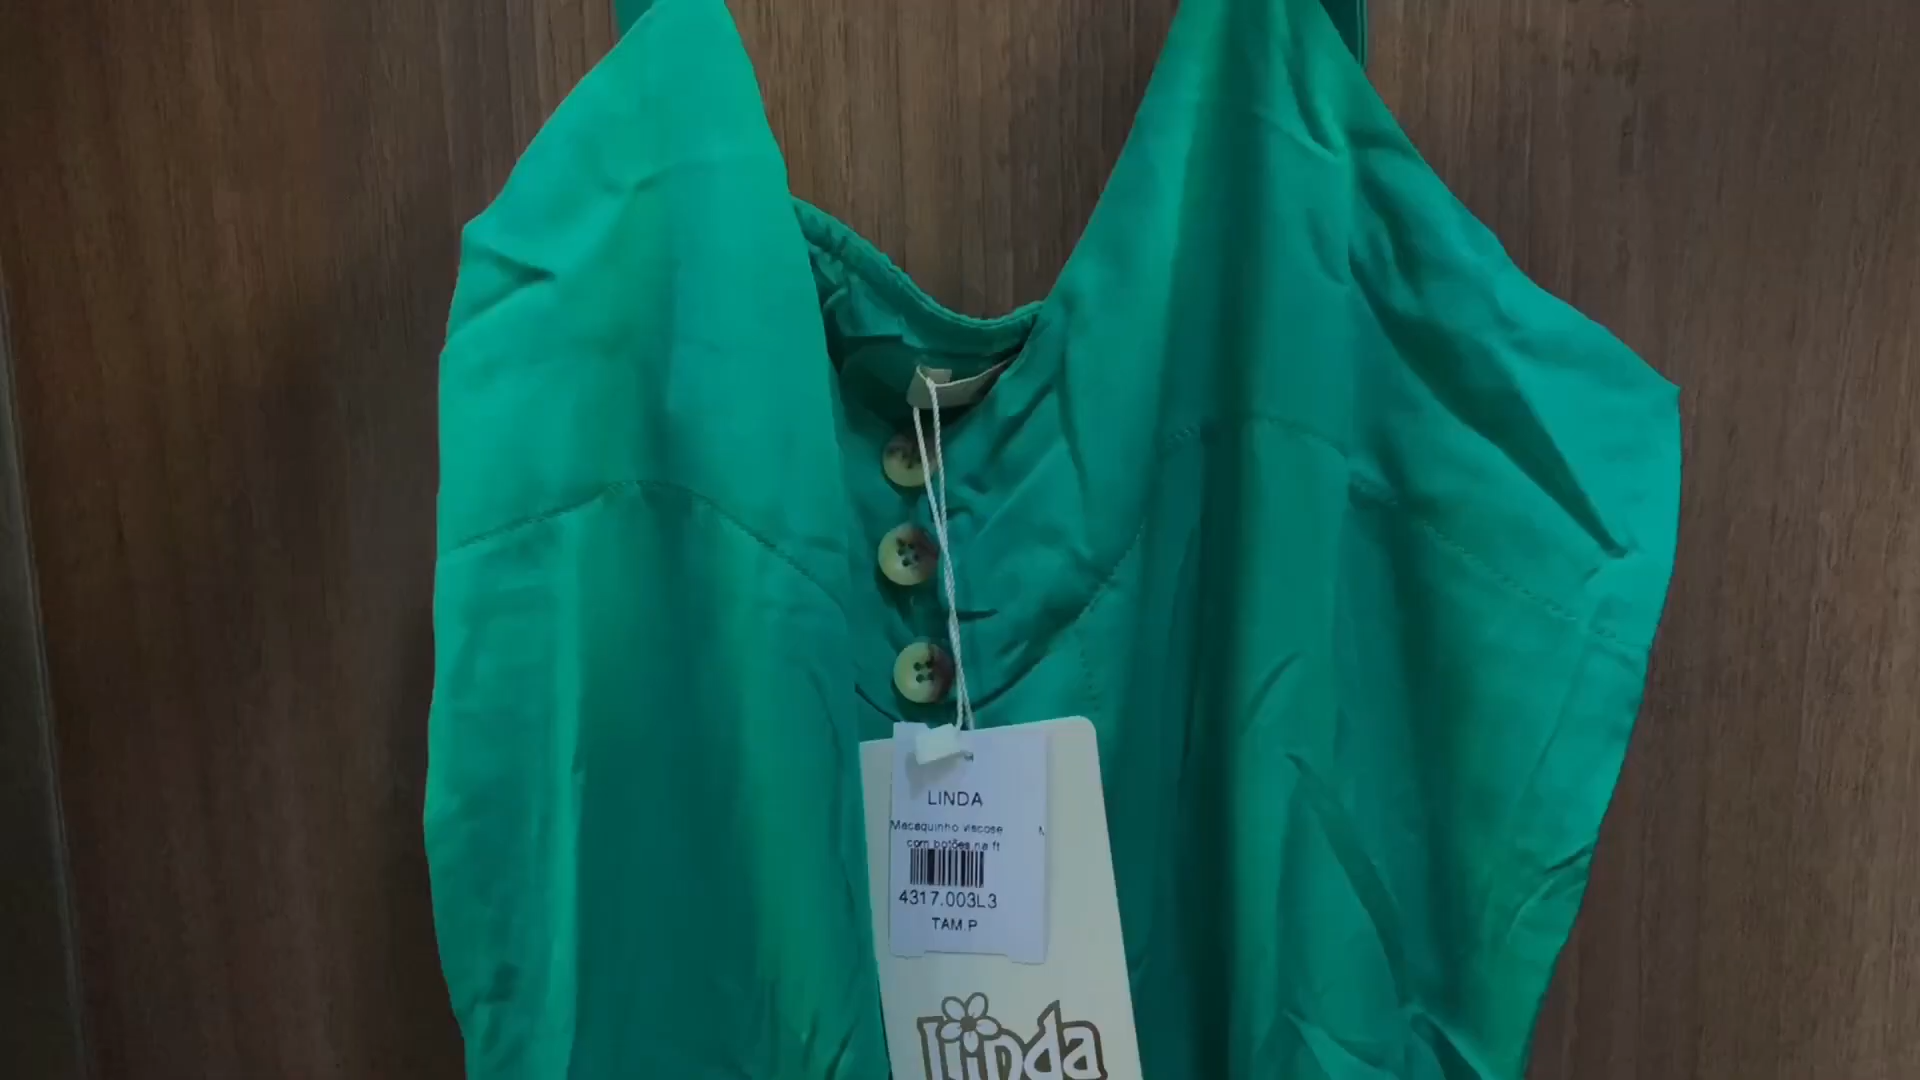 LINDA
Macaquinho viscose
com botões na ft
4317.003L3
TAM.P
Linda